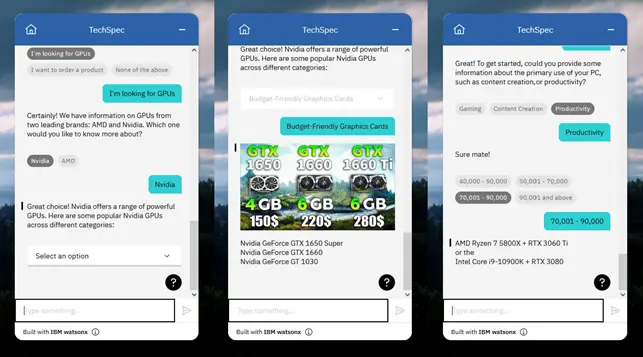 TechSpec
I'm looking for GPUs
I want to order a product
None of the above
I'm looking for GPUs
Certainly! We have information on GPUs from
two leading brands: AMD and Nvidia. Which one
would you like to know more about?
Nvidia
AMD
Nvidia
Great choice! Nvidia offers a range of powerful
GPUs. Here are some popular Nvidia GPUs
across different categories:
Select an option
?
Type something...
Built with IBM watsonx
TechSpec
Great choice! Nvidia offers a range of powerful
GPUs. Here are some popular Nvidia GPUs
across different categories:
Budget-Friendly Graphics Cards
Budget-Friendly Graphics Cards
GTX GTX GTX
1650 1660 1660 Ti
4 GB 6 GB 6 GB
150$ 220$ 280$
Nvidia GeForce GTX 1650 Super
Nvidia GeForce GTX 1660
Nvidia GeForce GT 1030
?
Type something...
Built with IBM watsonx
TechSpec
Great! To get started, could you provide some
information about the primary use of your PC,
such as content creation, or productivity?
Gaming
Content Creation
Productivity
Productivity
Sure mate!
40,000 - 50,000
50,001 - 70,000
70,001 - 90,000
90,001 and above
70,001 - 90,000
AMD Ryzen 7 5800X + RTX 3060 Ti
or the
Intel Core i9-10900K + RTX 3080
?
Type something...
Built with IBM watsonx